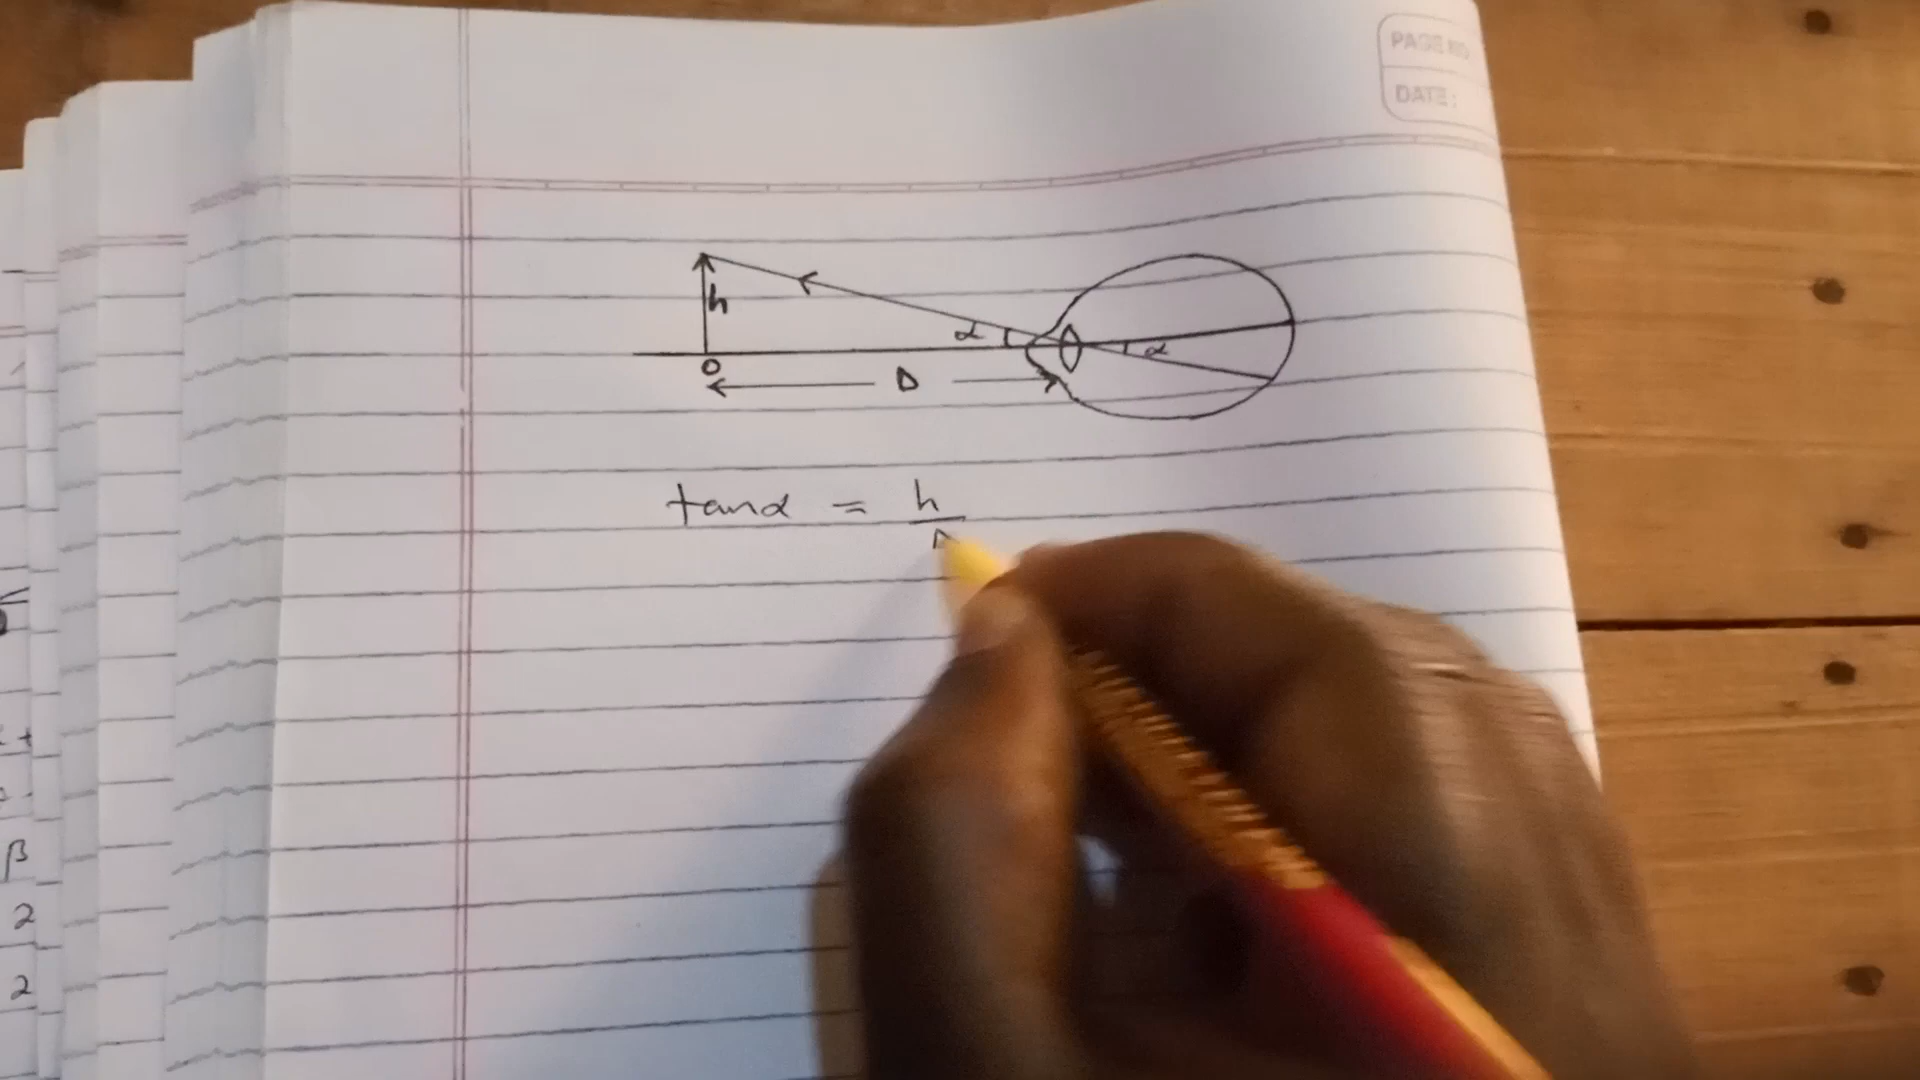 PAGE NO
DATE:
h
α
α
O
D
tanα = h
D
β
2
2